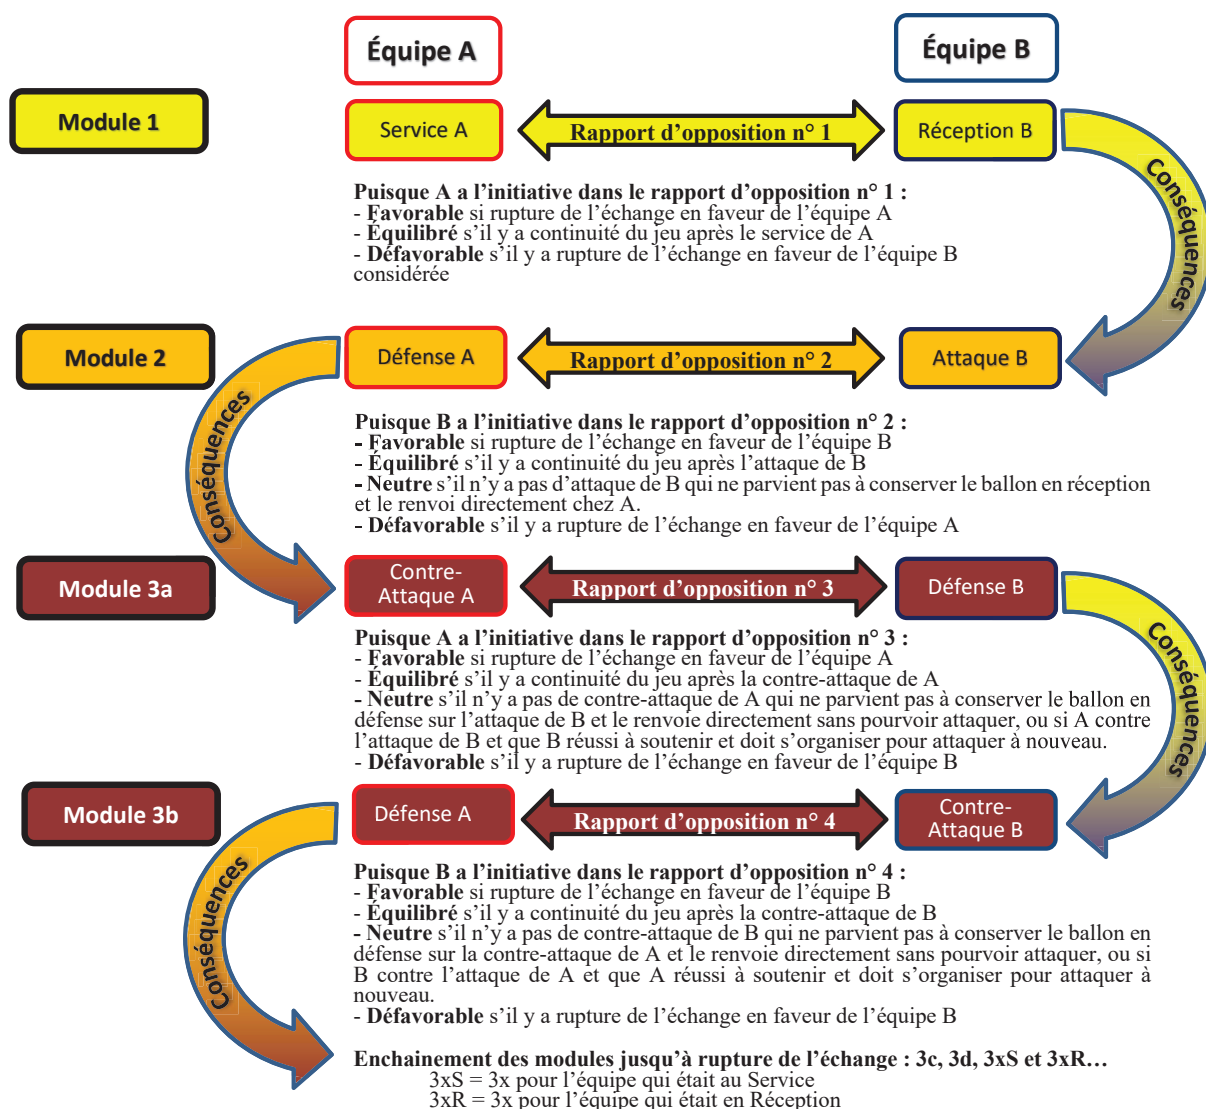 Équipe A
Équipe B
Module 1
Service A
Rapport d'opposition n° 1
Réception B
Conséquences
Puisque A a l'initiative dans le rapport d'opposition n° 1 :
- Favorable si rupture de l'échange en faveur de l'équipe A
- Équilibré s'il y a continuité du jeu après le service de A
- Défavorable s'il y a rupture de l'échange en faveur de l'équipe B
considérée
Module 2
Défense A
Rapport d'opposition n° 2
Attaque B
Conséquences
Puisque B a l'initiative dans le rapport d'opposition n° 2 :
- Favorable si rupture de l'échange en faveur de l'équipe B
- Équilibré s'il y a continuité du jeu après l'attaque de B
- Neutre s'il n'y a pas d'attaque de B qui ne parvient pas à conserver le ballon en réception
et le renvoi directement chez A.
- Défavorable s'il y a rupture de l'échange en faveur de l'équipe A
Module 3a
Contre-
Attaque A
Rapport d'opposition n° 3
Défense B
Conséquences
Puisque A a l'initiative dans le rapport d'opposition n° 3 :
- Favorable si rupture de l'échange en faveur de l'équipe A
- Équilibré s'il y a continuité du jeu après la contre-attaque de A
- Neutre s'il n'y a pas de contre-attaque de A qui ne parvient pas à conserver le ballon en
défense sur l'attaque de B et le renvoie directement sans pourvoir attaquer, ou si A contre
l'attaque de B et que B réussi à soutenir et doit s'organiser pour attaquer à nouveau.
- Défavorable s'il y a rupture de l'échange en faveur de l'équipe B
Module 3b
Défense A
Rapport d'opposition n° 4
Contre-
Attaque B
Conséquences
Puisque B a l'initiative dans le rapport d'opposition n° 4 :
- Favorable si rupture de l'échange en faveur de l'équipe B
- Équilibré s'il y a continuité du jeu après la contre-attaque de B
- Neutre s'il n'y a pas de contre-attaque de B qui ne parvient pas à conserver le ballon en
défense sur la contre-attaque de A et le renvoie directement sans pourvoir attaquer, ou si
B contre l'attaque de A et que A réussi à soutenir et doit s'organiser pour attaquer à
nouveau.
- Défavorable s'il y a rupture de l'échange en faveur de l'équipe B
Enchainement des modules jusqu'à rupture de l'échange : 3c, 3d, 3xS et 3xR…
3xS = 3x pour l'équipe qui était au Service
3xR = 3x pour l'équipe qui était en Réception